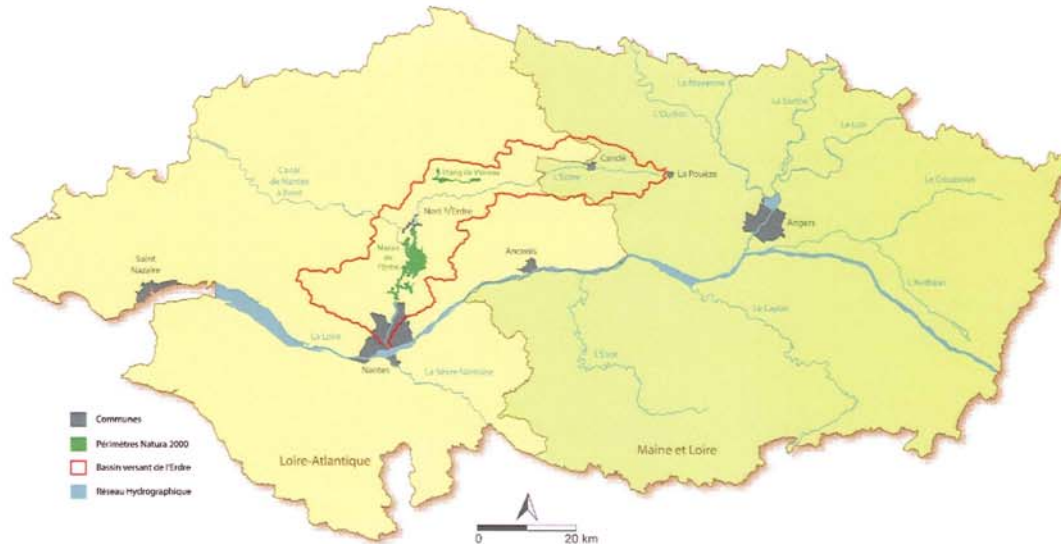 La Mayenne
La Sarthe
L'Oudon
Le Loir
Candé
Étang de Vioreau
L'Erdre
La Pouëze
Canal
de Nantes
à Brest
Le Couasnon
Nort S/Erdre
Angers
Marais
de
l'Erdre
Ancenis
Saint
Nazaire
L'Authion
Le Layon
La Loire
L'Evre
Nantes
La Sèvre Nantaise
Communes
Périmètres Natura 2000
Bassin versant de l'Erdre
Réseau Hydrographique
Loire-Atlantique
Maine et Loire
0 20 km